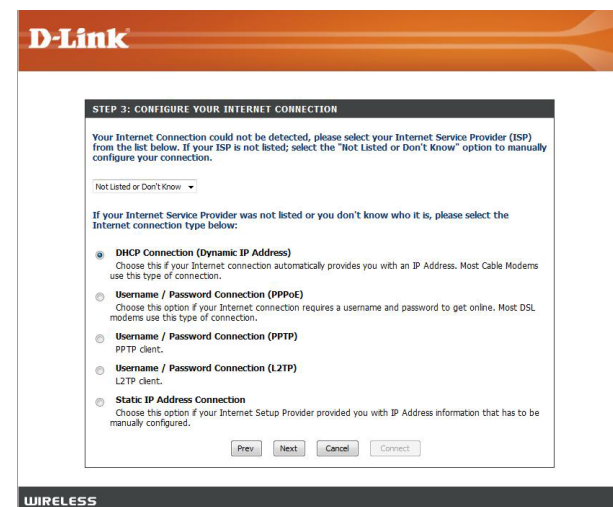 D-Link
STEP 3: CONFIGURE YOUR INTERNET CONNECTION
Your Internet Connection could not be detected, please select your Internet Service Provider (ISP)
from the list below. If your ISP is not listed; select the "Not Listed or Don't Know" option to manually
configure your connection.
Not Listed or Don't Know
If your Internet Service Provider was not listed or you don't know who it is, please select the
Internet connection type below:
DHCP Connection (Dynamic IP Address)
Choose this if your Internet connection automatically provides you with an IP Address. Most Cable Modems
use this type of connection.
Username / Password Connection (PPPoE)
Choose this option if your Internet connection requires a username and password to get online. Most DSL
modems use this type of connection.
Username / Password Connection (PPTP)
PPTP client.
Username / Password Connection (L2TP)
L2TP client.
Static IP Address Connection
Choose this option if your Internet Setup Provider provided you with IP Address information that has to be
manually configured.
Prev Next Cancel Connect
WIRELESS